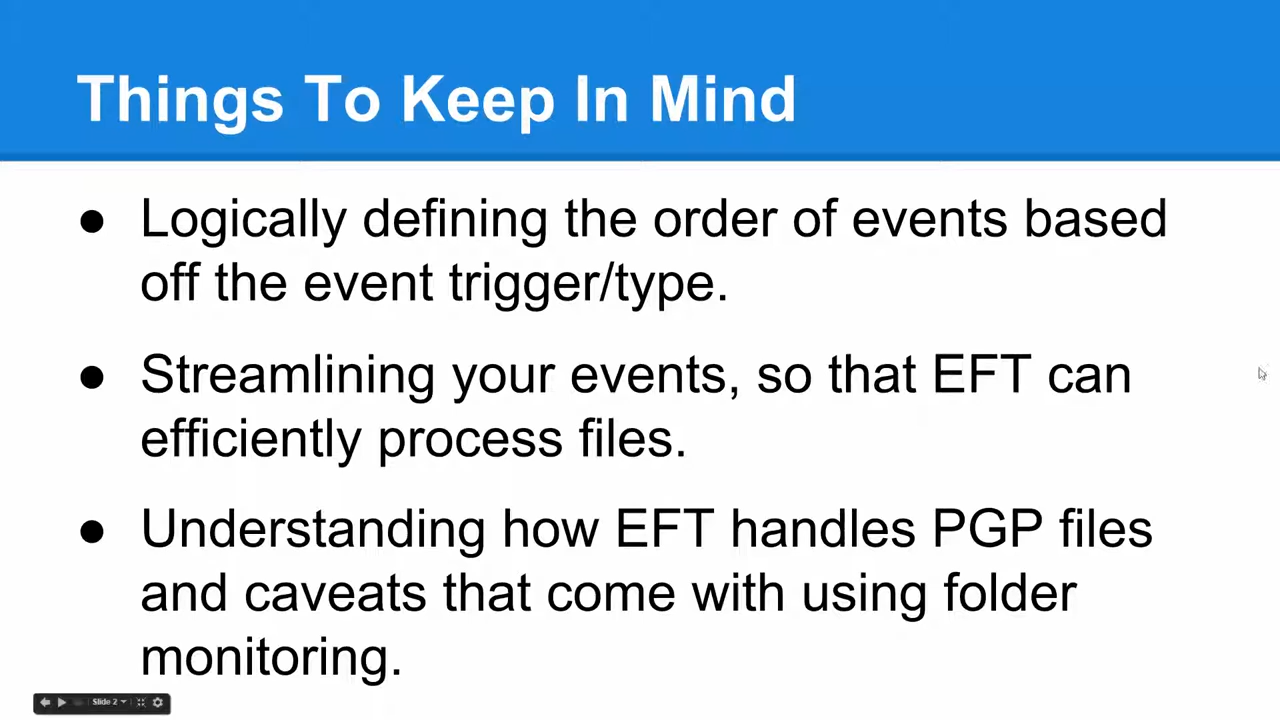 Things To Keep In Mind
● Logically defining the order of events based
off the event trigger/type.
● Streamlining your events, so that EFT can
efficiently process files.
● Understanding how EFT handles PGP files
and caveats that come with using folder
monitoring.
Slide 2